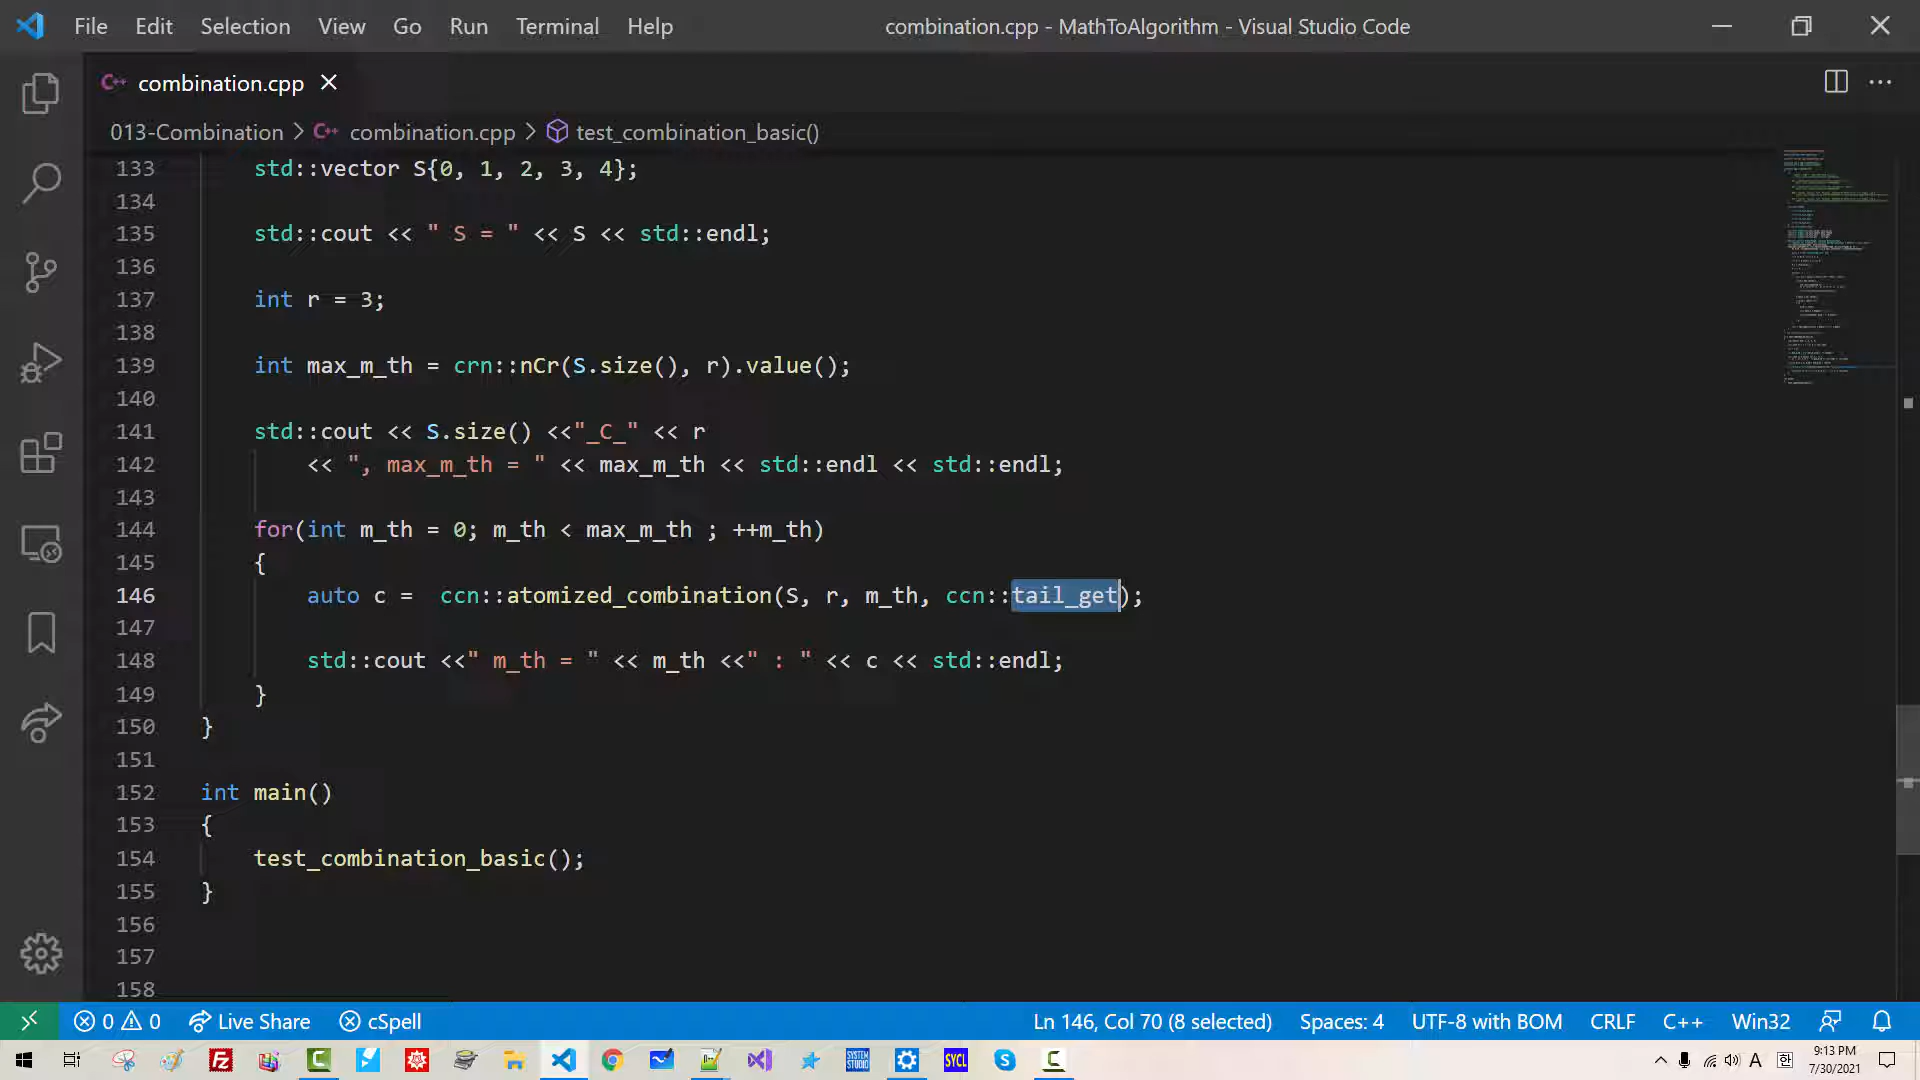 File Edit Selection View Go Run Terminal Help combination.cpp - MathToAlgorithm - Visual Studio Code
C++ combination.cpp
013-Combination > C++ combination.cpp > test_combination_basic()
133 std::vector S{0, 1, 2, 3, 4};
134
135 std::cout << " S = " << S << std::endl;
136
137 int r = 3;
138
139 int max_m_th = crn::nCr(S.size(), r).value();
140
141 std::cout << S.size() <<"_C_" << r
142 << ", max_m_th = " << max_m_th << std::endl << std::endl;
143
144 for(int m_th = 0; m_th < max_m_th ; ++m_th)
145 {
146 auto c =  ccn::atomized_combination(S, r, m_th, ccn::tail_get);
147
148 std::cout <<" m_th = " << m_th <<" : " << c << std::endl;
149 }
150 }
151
152 int main()
153 {
154 test_combination_basic();
155 }
156
157
158
0 0 Live Share cSpell Ln 146, Col 70 (8 selected) Spaces: 4 UTF-8 with BOM CRLF C++ Win32
SYSTEM STUDIO SYCL A 한 9:13 PM
7/30/2021